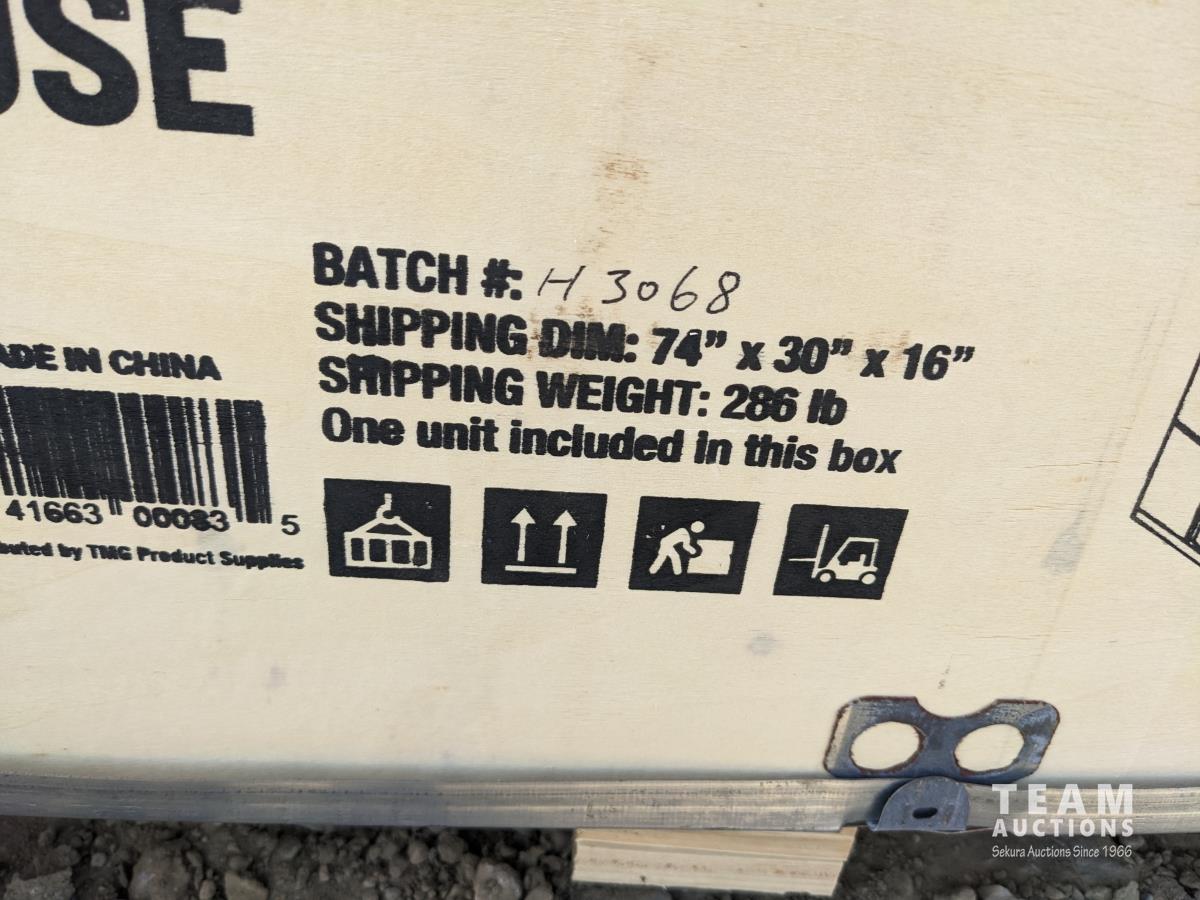 USE
BATCH #: H3068
SHIPPING DIM: 74” x 30” x 16”
SHIPPING WEIGHT: 286 lb
One unit included in this box
ADE IN CHINA
41663 00083 5
buted by TMG Product Supplies
TEAM
AUCTIONS
Sekura Auctions Since 1966